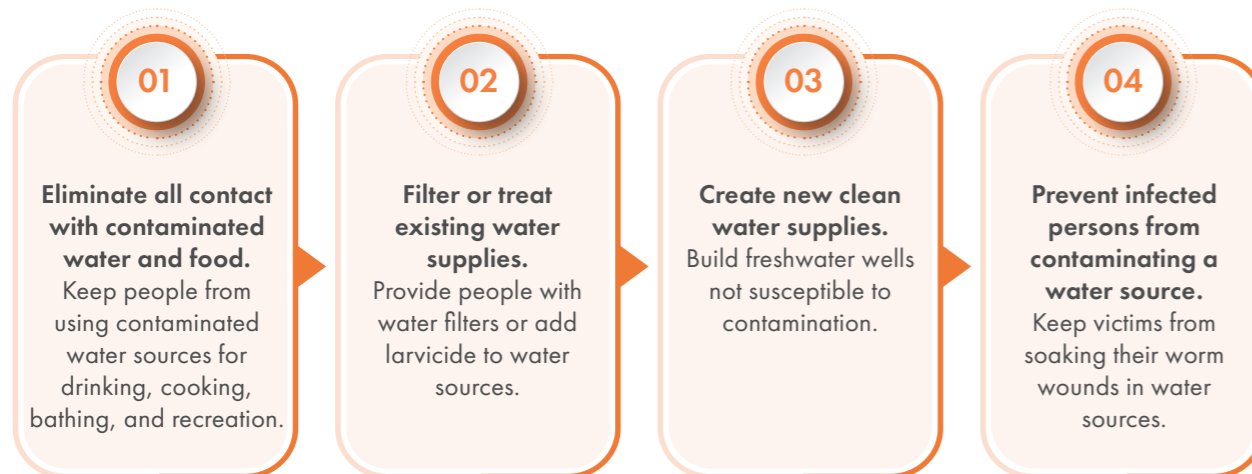 01
Eliminate all contact
with contaminated
water and food.
Keep people from
using contaminated
water sources for
drinking, cooking,
bathing, and recreation.
02
Filter or treat
existing water
supplies.
Provide people with
water filters or add
larvicide to water
sources.
03
Create new clean
water supplies.
Build freshwater wells
not susceptible to
contamination.
04
Prevent infected
persons from
contaminating a
water source.
Keep victims from
soaking their worm
wounds in water
sources.